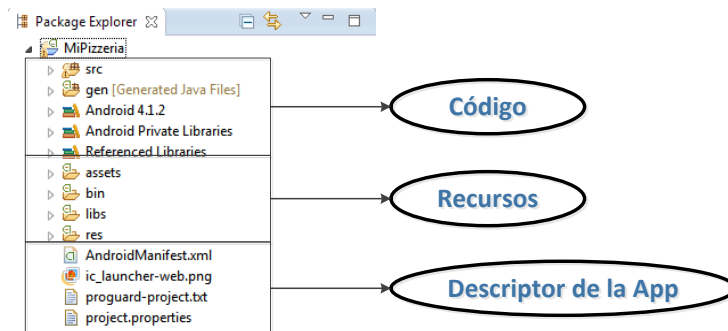 Package Explorer
MiPizzeria
src
gen [Generated Java Files]
Android 4.1.2
Android Private Libraries
Referenced Libraries
assets
bin
libs
res
AndroidManifest.xml
ic_launcher-web.png
proguard-project.txt
project.properties
Código
Recursos
Descriptor de la App